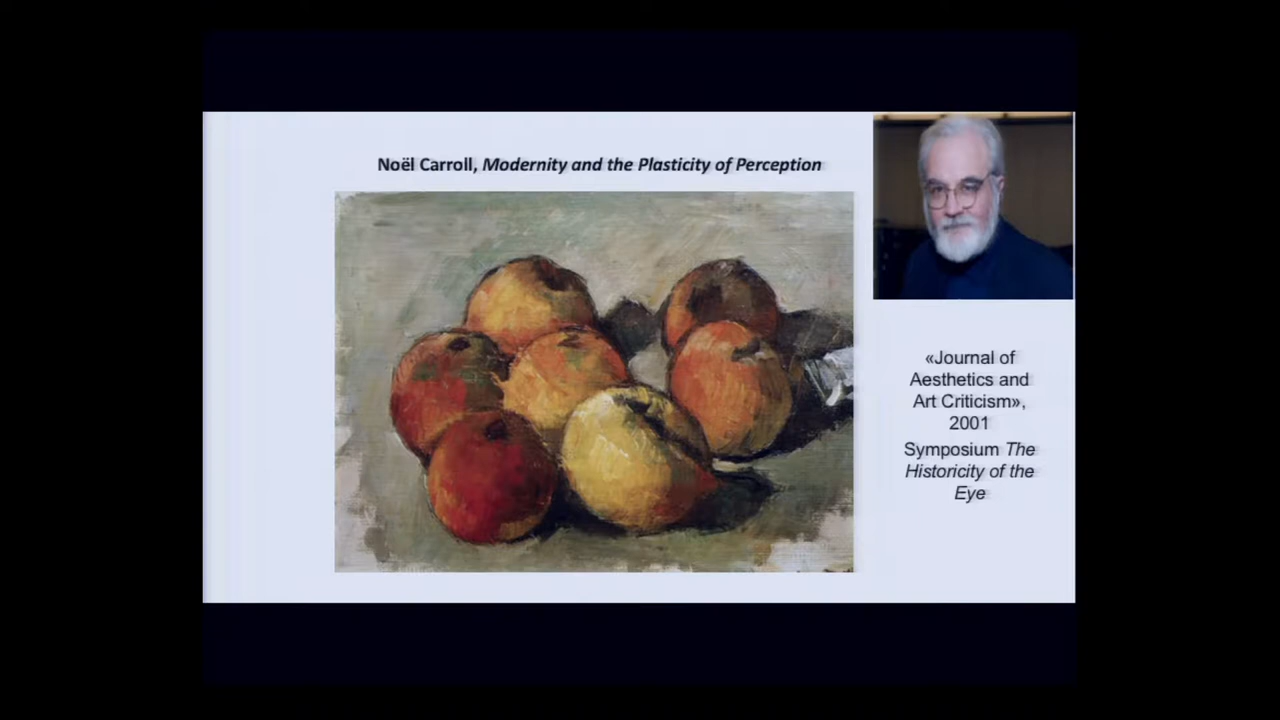 Noël Carroll, Modernity and the Plasticity of Perception
«Journal of
Aesthetics and
Art Criticism»,
2001
Symposium The
Historicity of the
Eye